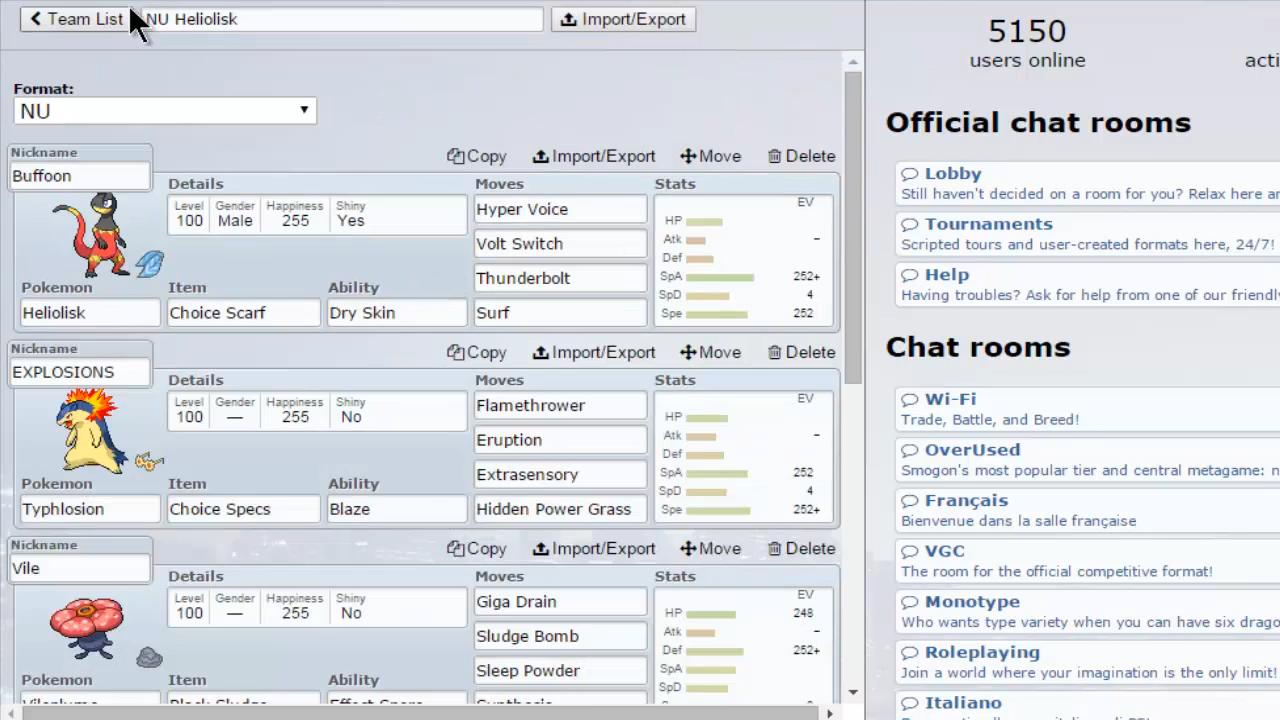 Team List
NU Heliolisk
Import/Export
Format:
NU
Nickname
Buffoon
Copy Import/Export Move Delete
Details
Level Gender Happiness Shiny
100 Male 255 Yes
Moves
Hyper Voice
Volt Switch
Thunderbolt
Surf
Stats
EV
HP
Atk –
Def
SpA 252+
SpD 4
Spe 252
Pokemon Item Ability
Heliolisk Choice Scarf Dry Skin
Nickname
EXPLOSIONS
Copy Import/Export Move Delete
Details
Level Gender Happiness Shiny
100 — 255 No
Moves
Flamethrower
Eruption
Extrasensory
Hidden Power Grass
Stats
EV
HP
Atk –
Def
SpA 252
SpD 4
Spe 252+
Pokemon Item Ability
Typhlosion Choice Specs Blaze
Nickname
Vile
Copy Import/Export Move Delete
Details
Level Gender Happiness Shiny
100 — 255 No
Moves
Giga Drain
Sludge Bomb
Sleep Powder
Stats
EV
HP 248
Atk –
Def 252+
SpA
SpD
Pokemon Item Ability
5150
users online
acti
Official chat rooms
Lobby
Still haven't decided on a room for you? Relax here an
Tournaments
Scripted tours and user-created formats here, 24/7!
Help
Having troubles? Ask for help from one of our friendly
Chat rooms
Wi-Fi
Trade, Battle, and Breed!
OverUsed
Smogon's most popular tier and central metagame: n
Français
Bienvenue dans la salle française
VGC
The room for the official competitive format!
Monotype
Who wants type variety when you can have six drago
Roleplaying
Join a world where your imagination is the only limit!
Italiano